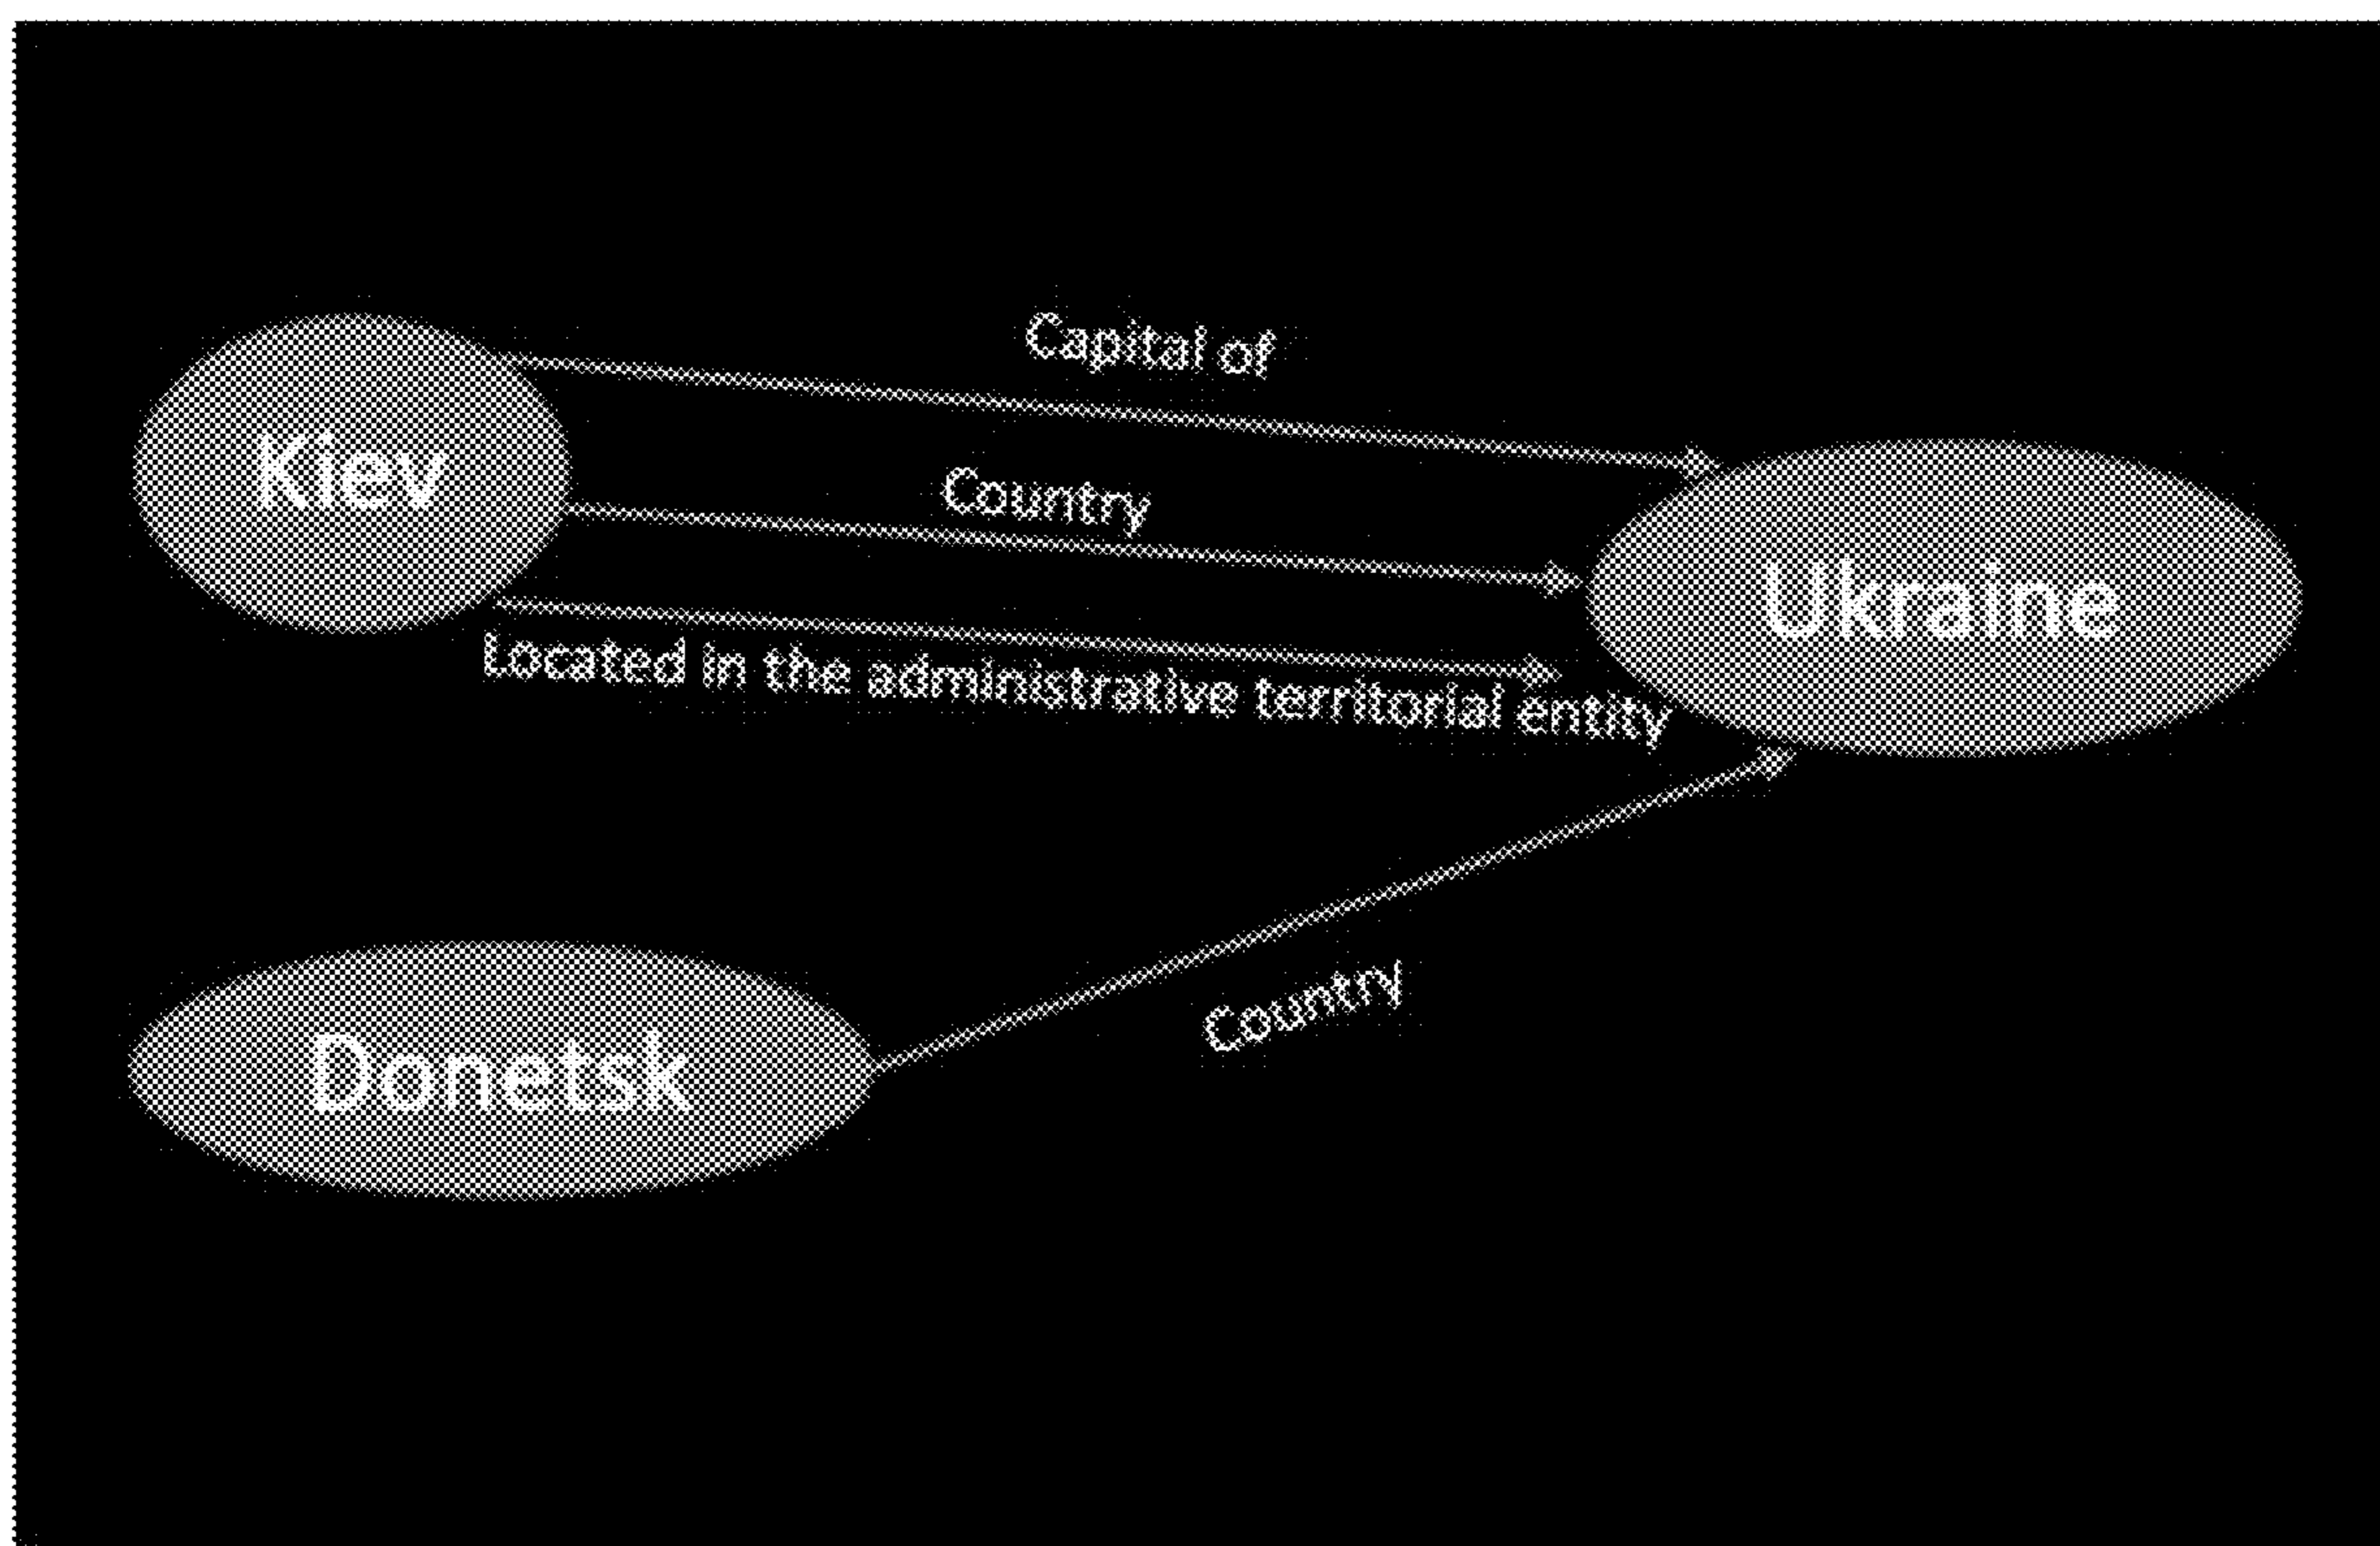 Capital of
Kiev
Country
Ukraine
Located in the administrative territorial entity
Country
Donetsk